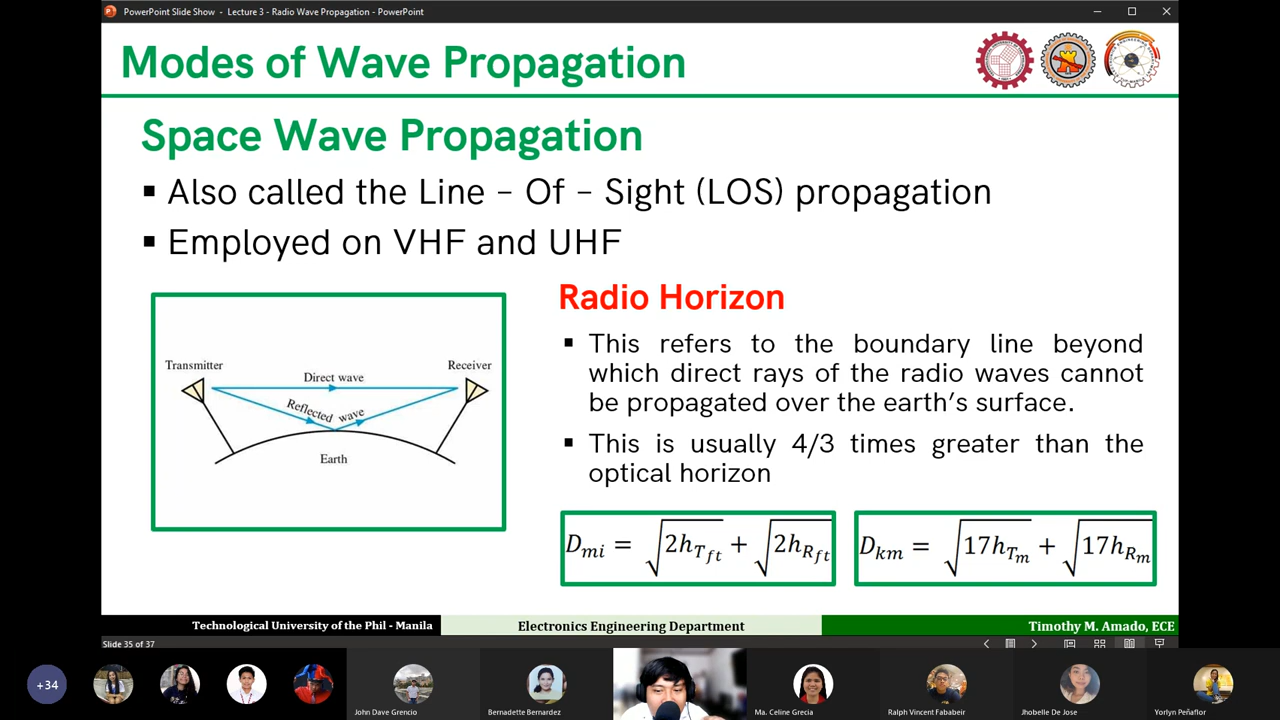 PowerPoint Slide Show - Lecture 3 - Radio Wave Propagation - PowerPoint
Modes of Wave Propagation
Space Wave Propagation
▪ Also called the Line – Of – Sight (LOS) propagation
▪ Employed on VHF and UHF
Transmitter
Receiver
Direct wave
Reflected wave
Earth
Radio Horizon
▪ This refers to the boundary line beyond
which direct rays of the radio waves cannot
be propagated over the earth's surface.
▪ This is usually 4/3 times greater than the
optical horizon
D_mi = √(2h_T_ft) + √(2h_R_ft)
D_km = √(17h_T_m) + √(17h_R_m)
Technological University of the Phil - Manila
Electronics Engineering Department
Timothy M. Amado, ECE
Slide 35 of 37
+34
John Dave Grencio
Bernadette Bernardez
Ma. Celine Grecia
Ralph Vincent Fababeir
Jhobelle De Jose
Yorlyn Peñaflor